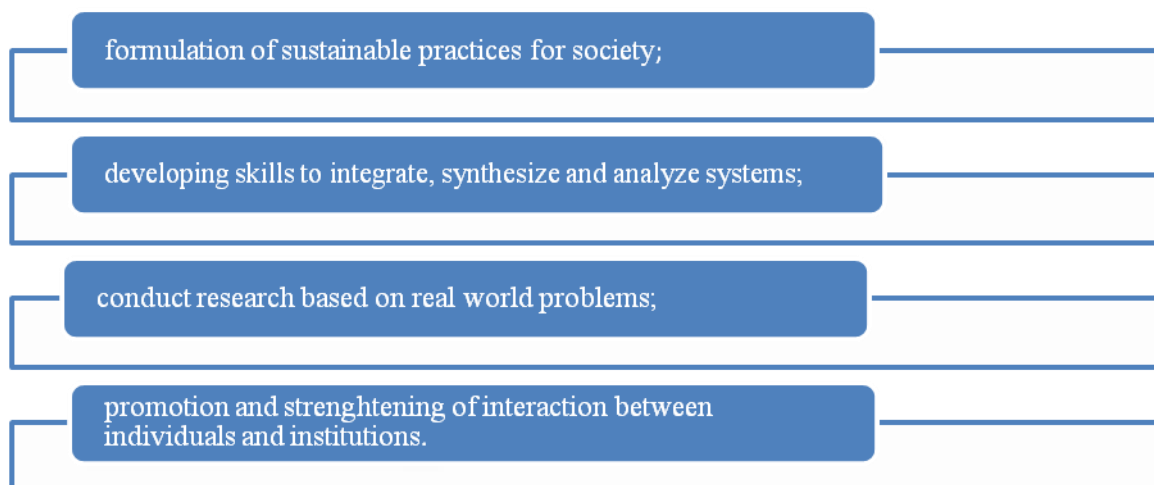 formulation of sustainable practices for society;
developing skills to integrate, synthesize and analyze systems;
conduct research based on real world problems;
promotion and strenghtening of interaction between
individuals and institutions.